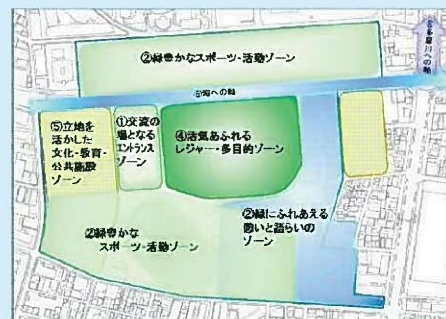 ②緑豊かなスポーツ・活動ゾーン
多摩川への軸
⑥海への軸
⑤立地を
活かした
文化・教育・
公共施設
ゾーン
①交流の
場となる
エントランス
ゾーン
④活気あふれる
レジャー・多目的ゾーン
②緑にふれあえる
憩いと語らいの
ゾーン
②緑豊かな
スポーツ・活動ゾーン